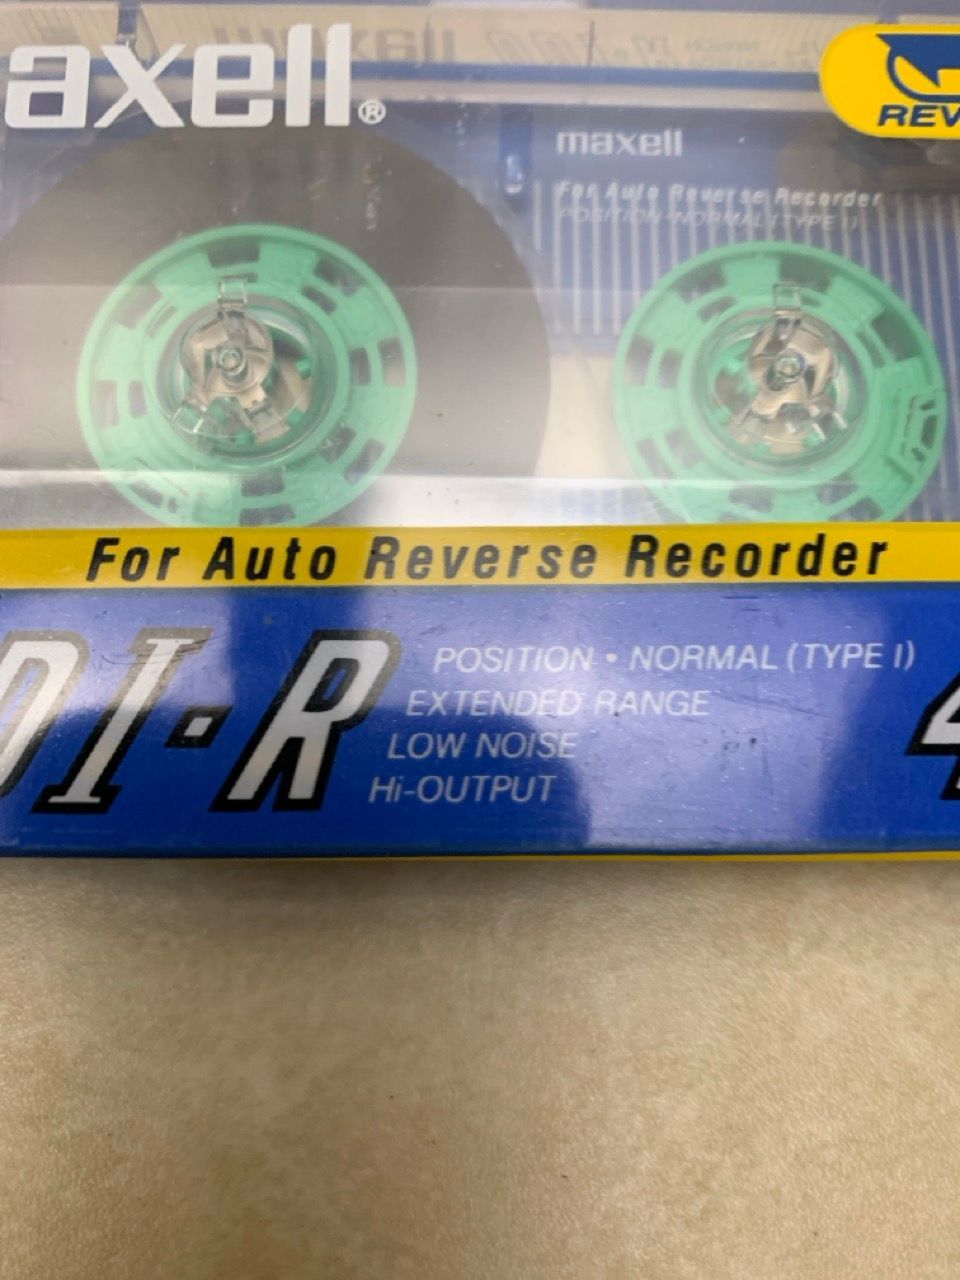 axell®
REV
maxell
For Auto Reverse Recorder
POSITION·NORMAL (TYPE I)
For Auto Reverse Recorder
DI·R
POSITION • NORMAL (TYPE I)
EXTENDED RANGE
LOW NOISE
Hi-OUTPUT
4